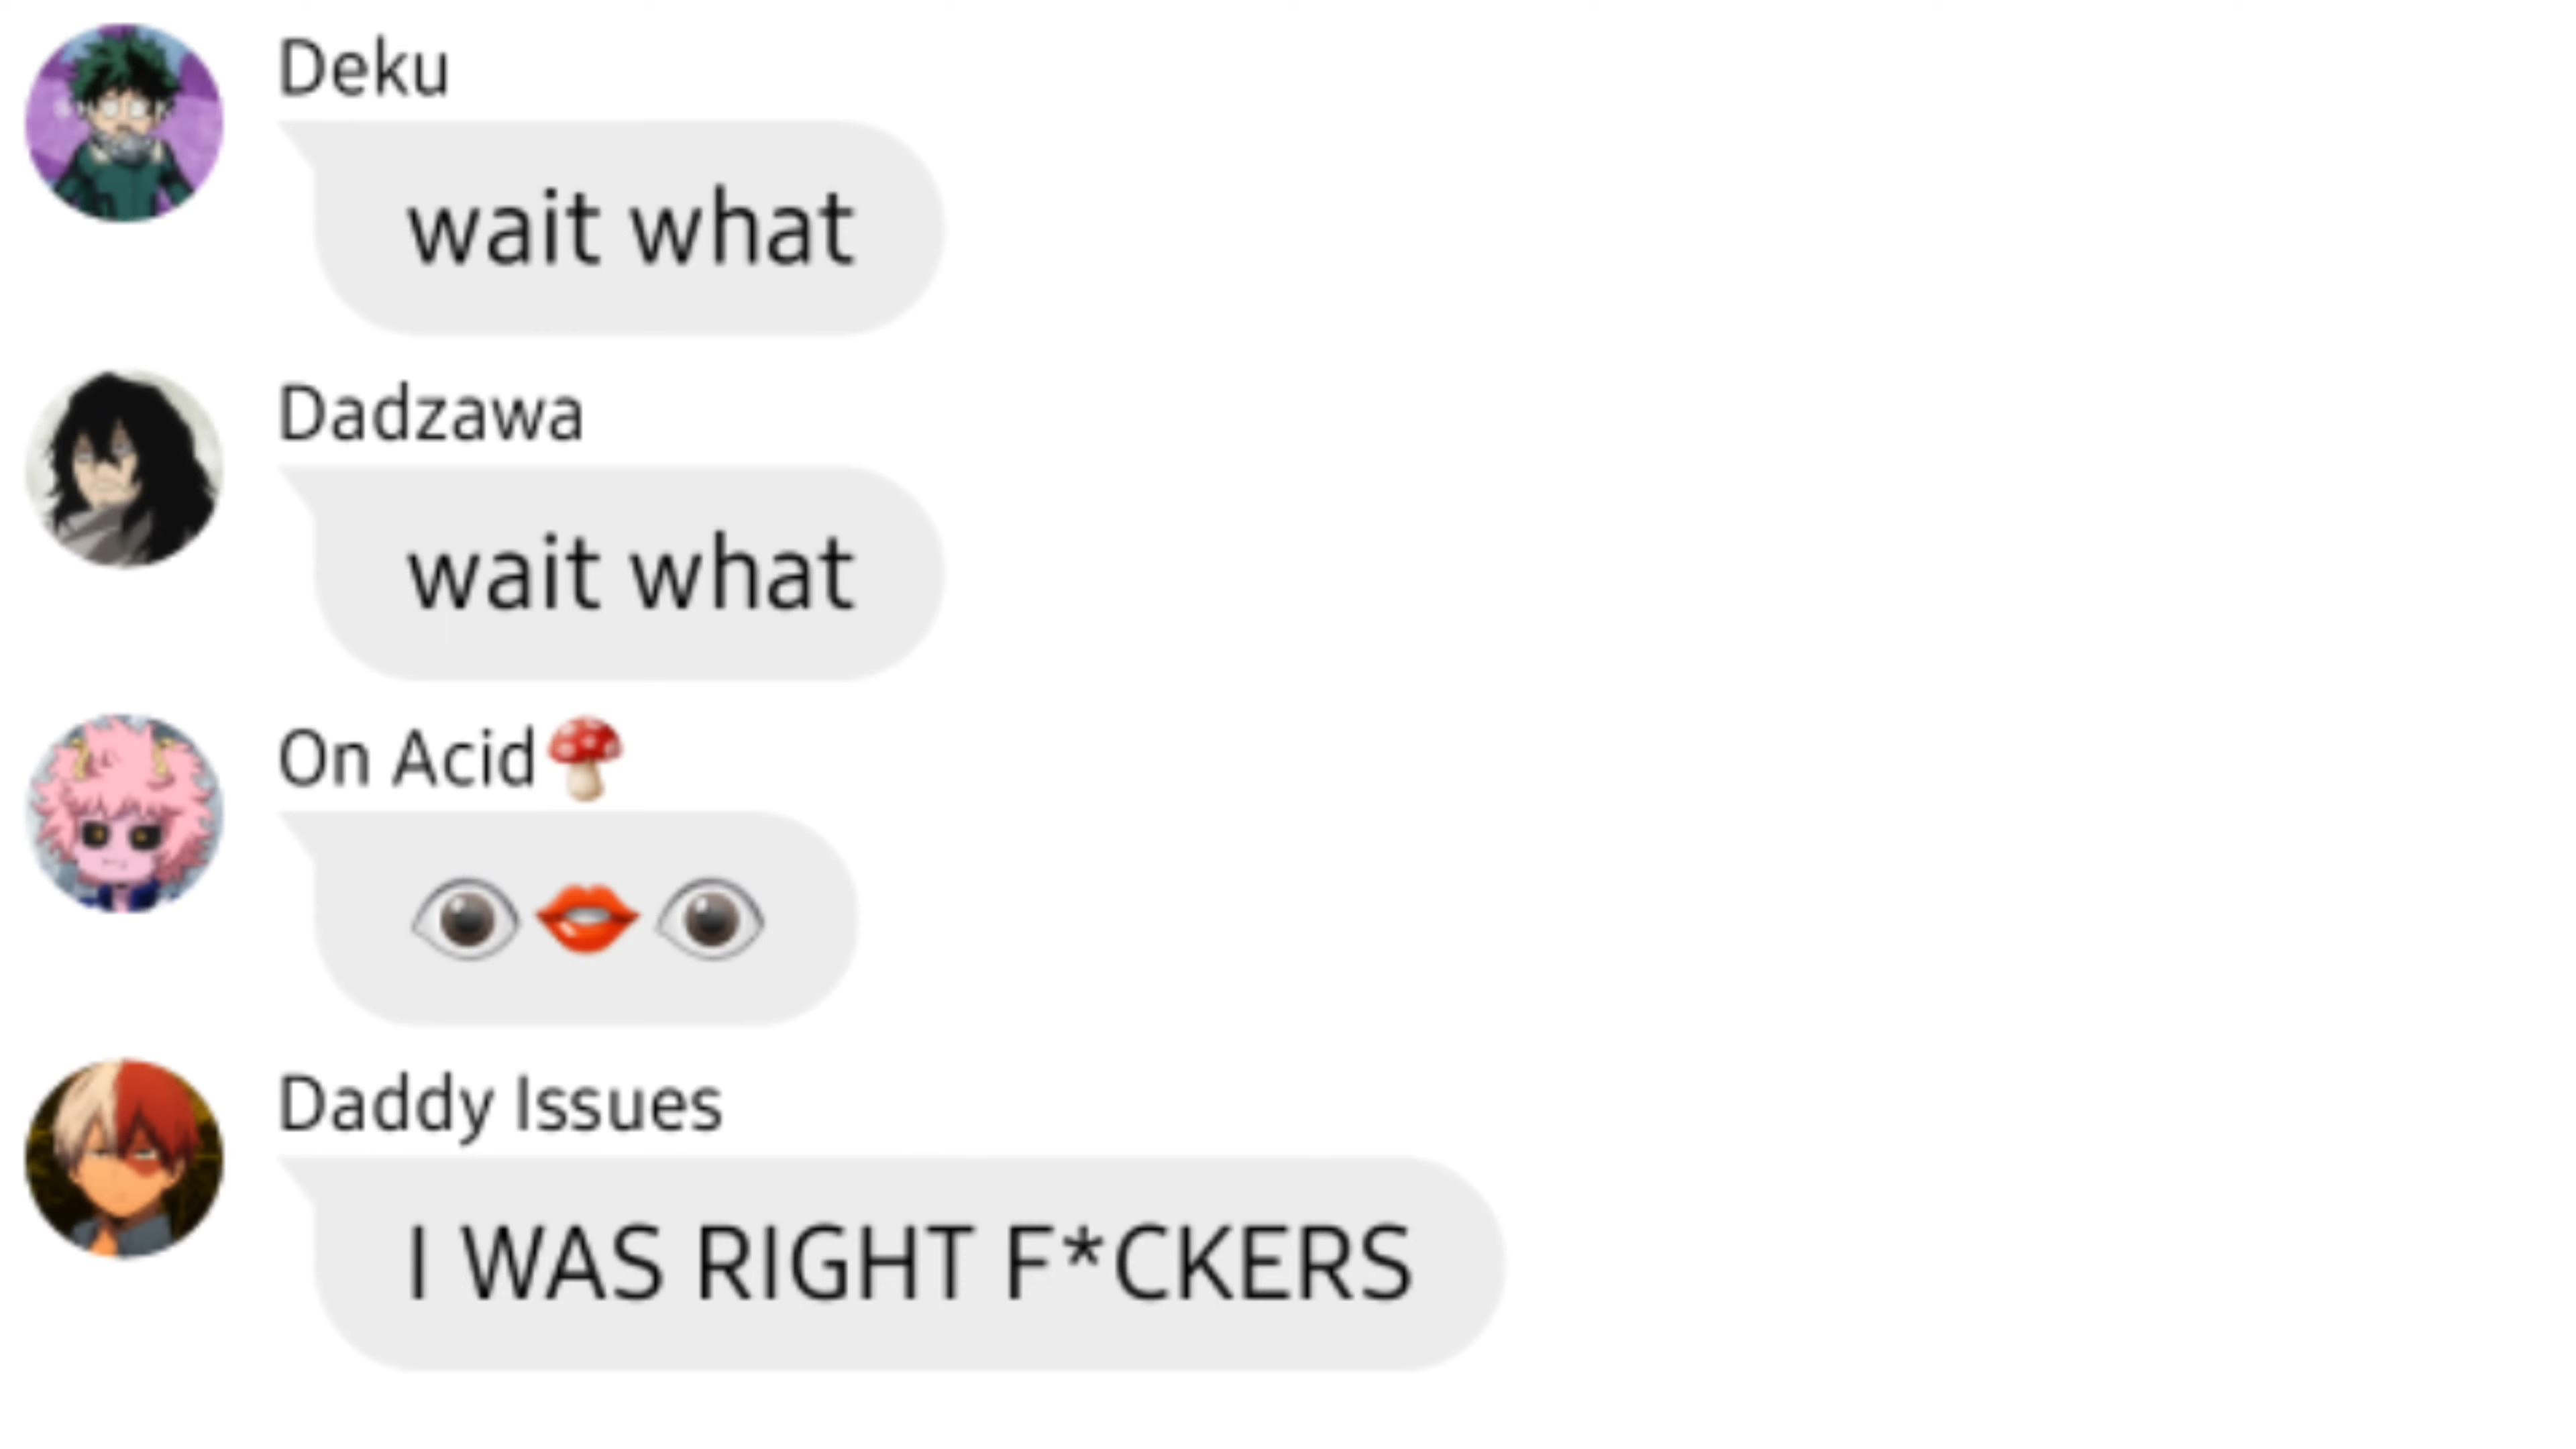 Deku
wait what
Dadzawa
wait what
On Acid🍄
👁👄👁
Daddy Issues
I WAS RIGHT F*CKERS